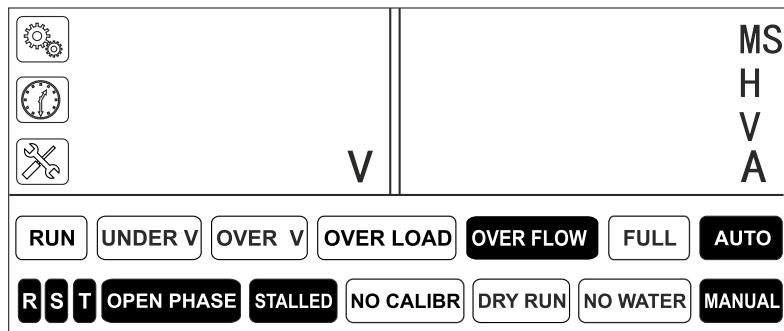 MS
H
V
V A
RUN UNDER V OVER V OVER LOAD OVER FLOW FULL AUTO
R S T OPEN PHASE STALLED NO CALIBR DRY RUN NO WATER MANUAL